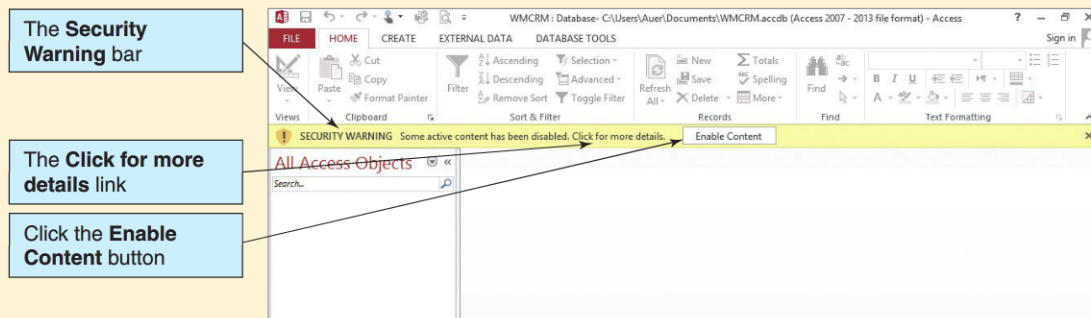 The Security
Warning bar
The Click for more
details link
Click the Enable
Content button
WMCRM : Database- C:\Users\Auer\Documents\WMCRM.accdb (Access 2007 - 2013 file format) - Access
?
FILE HOME CREATE EXTERNAL DATA DATABASE TOOLS Sign in
View
Views
Paste
Cut
Copy
Format Painter
Clipboard
Filter
Ascending
Descending
Remove Sort
Selection
Advanced
Toggle Filter
Sort & Filter
Refresh
All
New
Save
Delete
Totals
Spelling
More
Records
Find
Find
B I U
A
Text Formatting
SECURITY WARNING Some active content has been disabled. Click for more details. Enable Content
All Access Objects
Search...